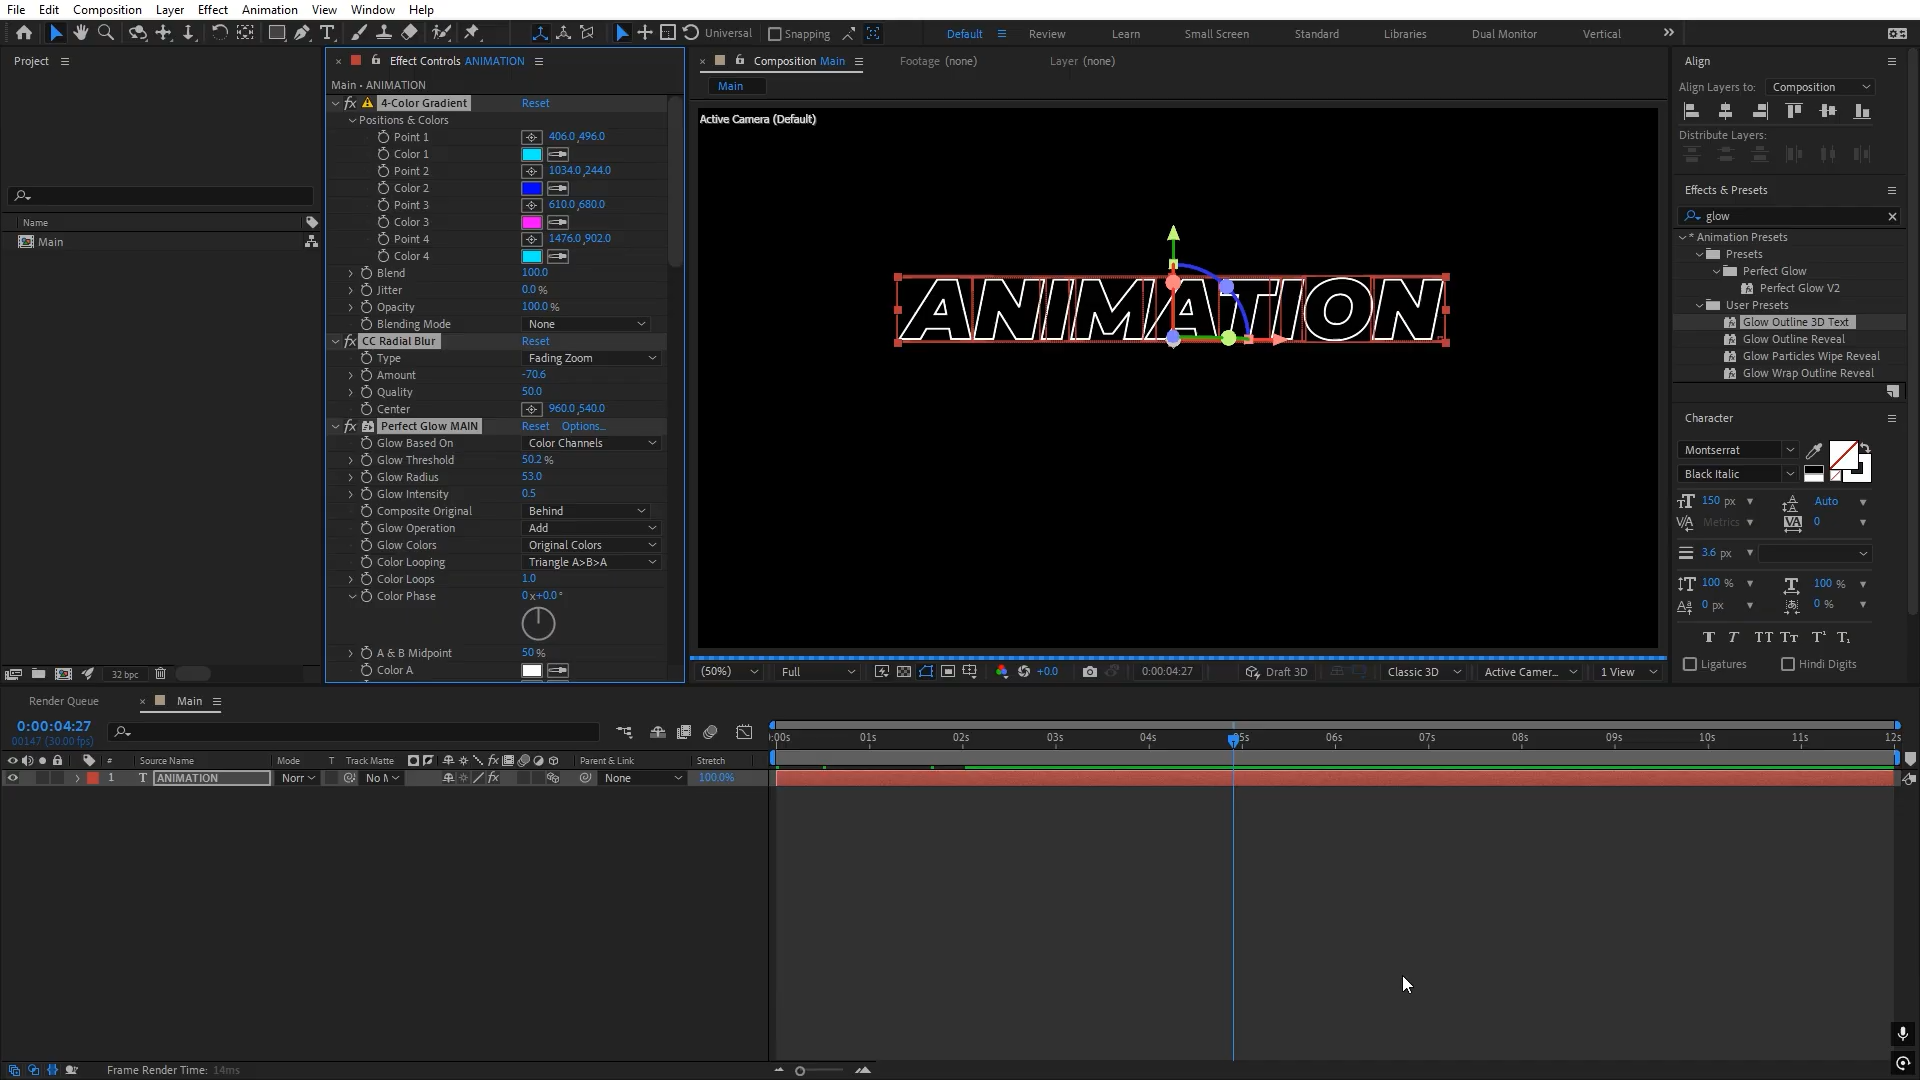 File Edit Composition Layer Effect Animation View Window Help
Universal Snapping Default Review Learn Small Screen Standard Libraries Dual Monitor Vertical
Project
Name
Main
32 bpc
Effect Controls ANIMATION
Main • ANIMATION
fx 4-Color Gradient Reset
Positions & Colors
Point 1 406.0,496.0
Color 1
Point 2 1034.0,244.0
Color 2
Point 3 610.0,680.0
Color 3
Point 4 1476.0,902.0
Color 4
Blend 100.0
Jitter 0.0 %
Opacity 100.0 %
Blending Mode None
fx CC Radial Blur Reset
Type Fading Zoom
Amount -70.6
Quality 50.0
Center 960.0,540.0
fx Perfect Glow MAIN Reset Options...
Glow Based On Color Channels
Glow Threshold 50.2 %
Glow Radius 53.0
Glow Intensity 0.5
Composite Original Behind
Glow Operation Add
Glow Colors Original Colors
Color Looping Triangle A>B>A
Color Loops 1.0
Color Phase 0 x+0.0 °
A & B Midpoint 50 %
Color A
Composition Main Footage (none) Layer (none)
Main
Active Camera (Default)
ANIMATION
(50%) Full +0.0 0:00:04:27 Draft 3D Classic 3D Active Camer... 1 View
Align
Align Layers to: Composition
Distribute Layers:
Effects & Presets
glow
* Animation Presets
Presets
Perfect Glow
Perfect Glow V2
User Presets
Glow Outline 3D Text
Glow Outline Reveal
Glow Particles Wipe Reveal
Glow Wrap Outline Reveal
Character
Montserrat
Black Italic
150 px Auto
Metrics 0
3.6 px
100 % 100 %
0 px 0 %
T T TT Tt T¹ T₁
Ligatures Hindi Digits
Render Queue Main
0:00:04:27
00147 (30.00 fps)
:00s 01s 02s 03s 04s 05s 06s 07s 08s 09s 10s 11s 12s
# Source Name Mode T Track Matte fx Parent & Link Stretch
1 T ANIMATION Norr No M fx None 100.0%
Frame Render Time: 14ms